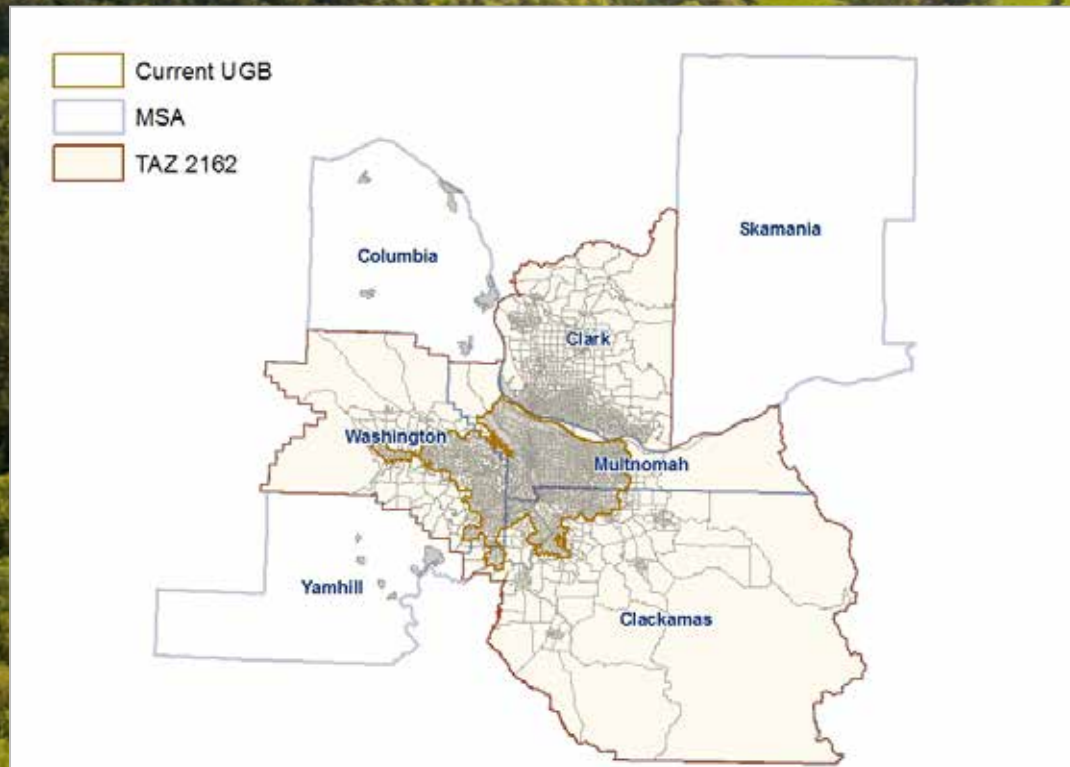 Current UGB
MSA
TAZ 2162
Skamania
Columbia
Clark
Washington
Multnomah
Yamhill
Clackamas